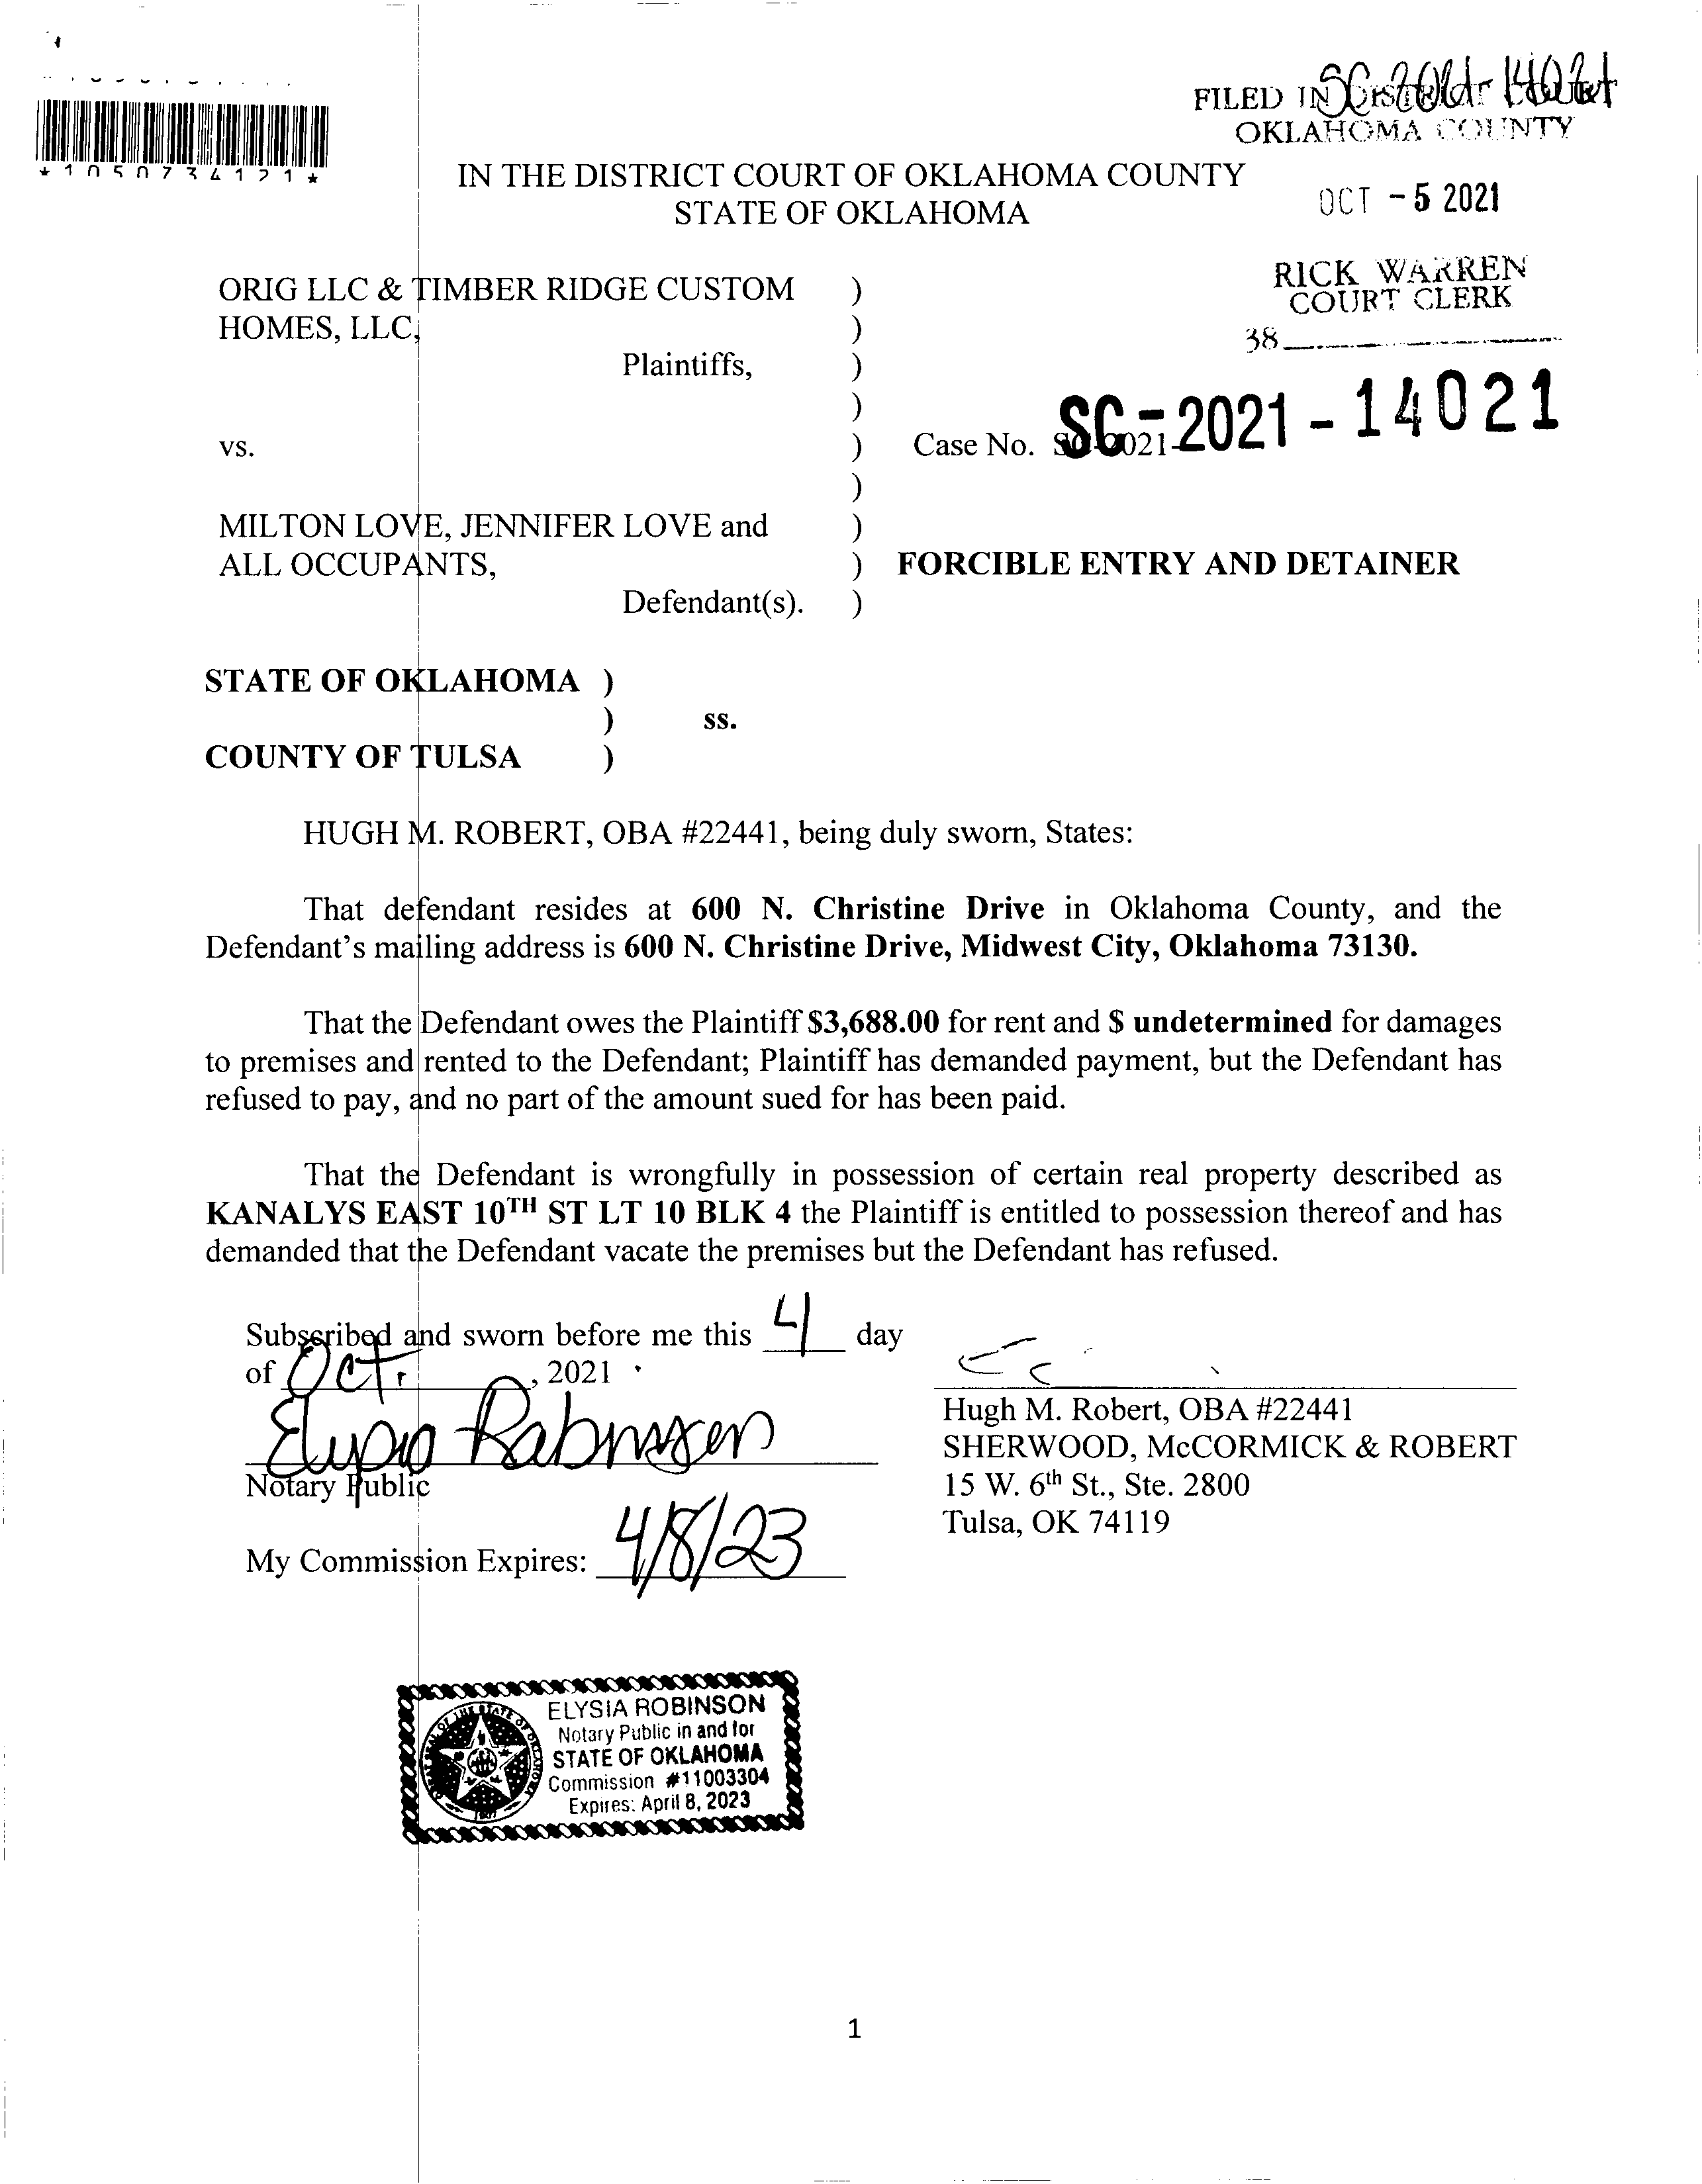 SC-2021-14021
FILED IN DISTRICT COURT
OKLAHOMA COUNTY
*1050734121*
IN THE DISTRICT COURT OF OKLAHOMA COUNTY
STATE OF OKLAHOMA
OCT -5 2021
RICK WARREN
COURT CLERK
38
ORIG LLC & TIMBER RIDGE CUSTOM )
HOMES, LLC, )
Plaintiffs, )
)
vs. ) Case No. SC-2021- SC-2021-14021
)
MILTON LOVE, JENNIFER LOVE and )
ALL OCCUPANTS, ) FORCIBLE ENTRY AND DETAINER
Defendant(s). )
STATE OF OKLAHOMA )
) ss.
COUNTY OF TULSA )
HUGH M. ROBERT, OBA #22441, being duly sworn, States:
That defendant resides at 600 N. Christine Drive in Oklahoma County, and the
Defendant's mailing address is 600 N. Christine Drive, Midwest City, Oklahoma 73130.
That the Defendant owes the Plaintiff $3,688.00 for rent and $ undetermined for damages
to premises and rented to the Defendant; Plaintiff has demanded payment, but the Defendant has
refused to pay, and no part of the amount sued for has been paid.
That the Defendant is wrongfully in possession of certain real property described as
KANALYS EAST 10TH ST LT 10 BLK 4 the Plaintiff is entitled to possession thereof and has
demanded that the Defendant vacate the premises but the Defendant has refused.
Subscribed and sworn before me this 4 day
of Oct. , 2021
Elysia Robinson
Notary Public
My Commission Expires: 4/8/23
Hugh M. Robert, OBA #22441
SHERWOOD, McCORMICK & ROBERT
15 W. 6th St., Ste. 2800
Tulsa, OK 74119
ELYSIA ROBINSON
Notary Public in and for
STATE OF OKLAHOMA
Commission #11003304
Expires: April 8, 2023
GREAT SEAL OF THE STATE OF OKLAHOMA
1907
1